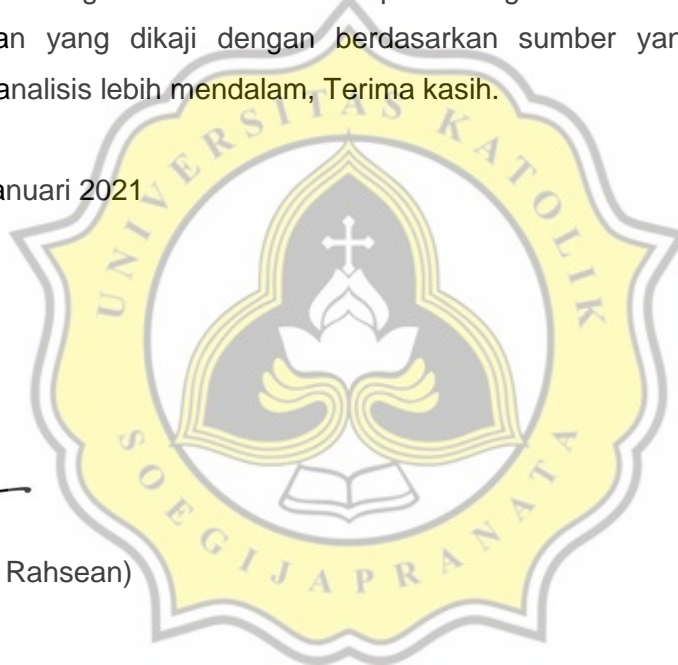 an yang dikaji dengan berdasarkan sumber yan
analisis lebih mendalam, Terima kasih.
anuari 2021
Rahsean)
UNIVERSITAS KATOLIK
SOEGIJAPRANATA